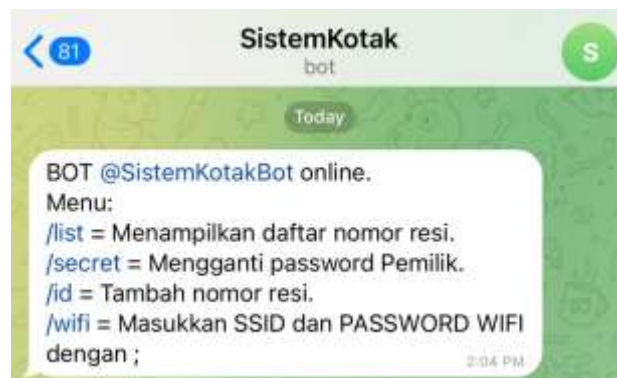 81
SistemKotak
bot
S
Today
BOT @SistemKotakBot online.
Menu:
/list = Menampilkan daftar nomor resi.
/secret = Mengganti password Pemilik.
/id = Tambah nomor resi.
/wifi = Masukkan SSID dan PASSWORD WIFI
dengan ;
2:04 PM